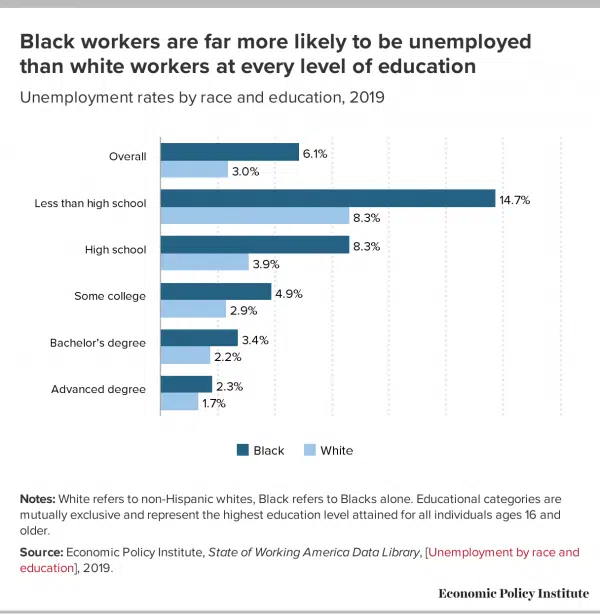 Black workers are far more likely to be unemployed
than white workers at every level of education
Unemployment rates by race and education, 2019
Overall
6.1%
3.0%
Less than high school
14.7%
8.3%
High school
8.3%
3.9%
Some college
4.9%
2.9%
Bachelor's degree
3.4%
2.2%
Advanced degree
2.3%
1.7%
Black White
Notes: White refers to non-Hispanic whites, Black refers to Blacks alone. Educational categories are
mutually exclusive and represent the highest education level attained for all individuals ages 16 and
older.
Source: Economic Policy Institute, State of Working America Data Library, [Unemployment by race and
education], 2019.
Economic Policy Institute